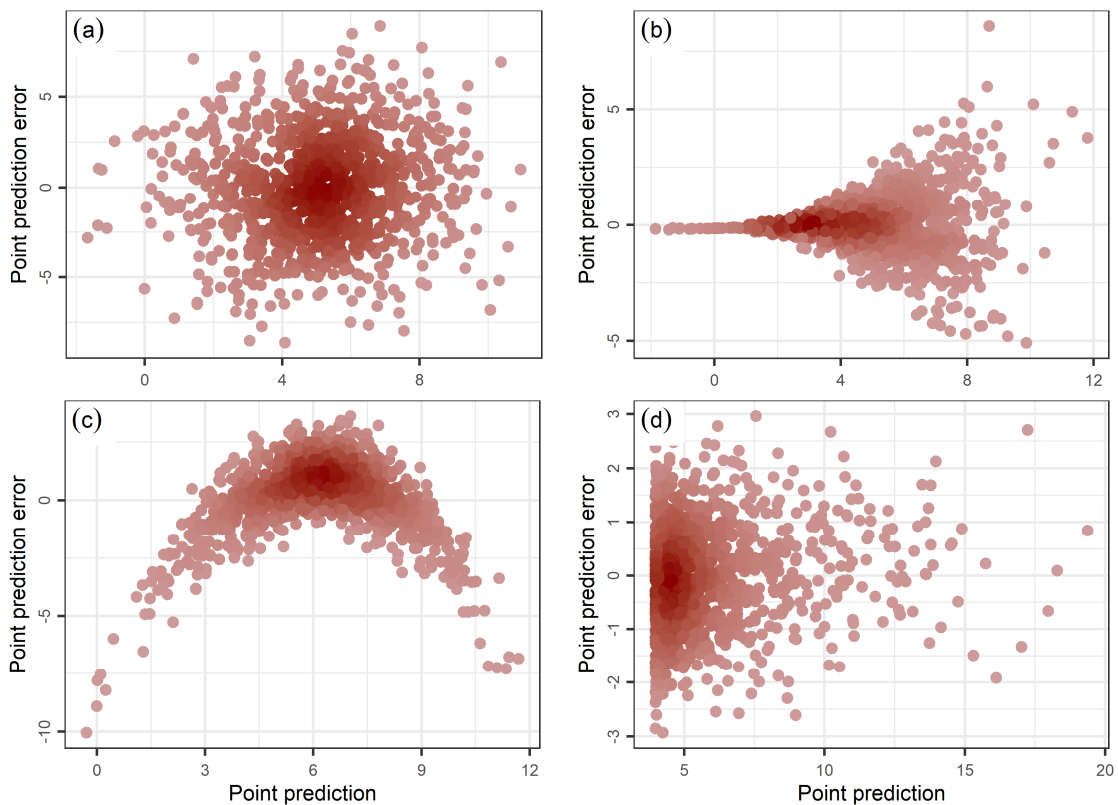 (a)
Point prediction error
5
0
-5
0 4 8
(b)
Point prediction error
5
0
-5
0 4 8 12
(c)
Point prediction error
0
-5
-10
0 3 6 9 12
Point prediction
(d)
Point prediction error
3
2
1
0
-1
-2
-3
5 10 15 20
Point prediction